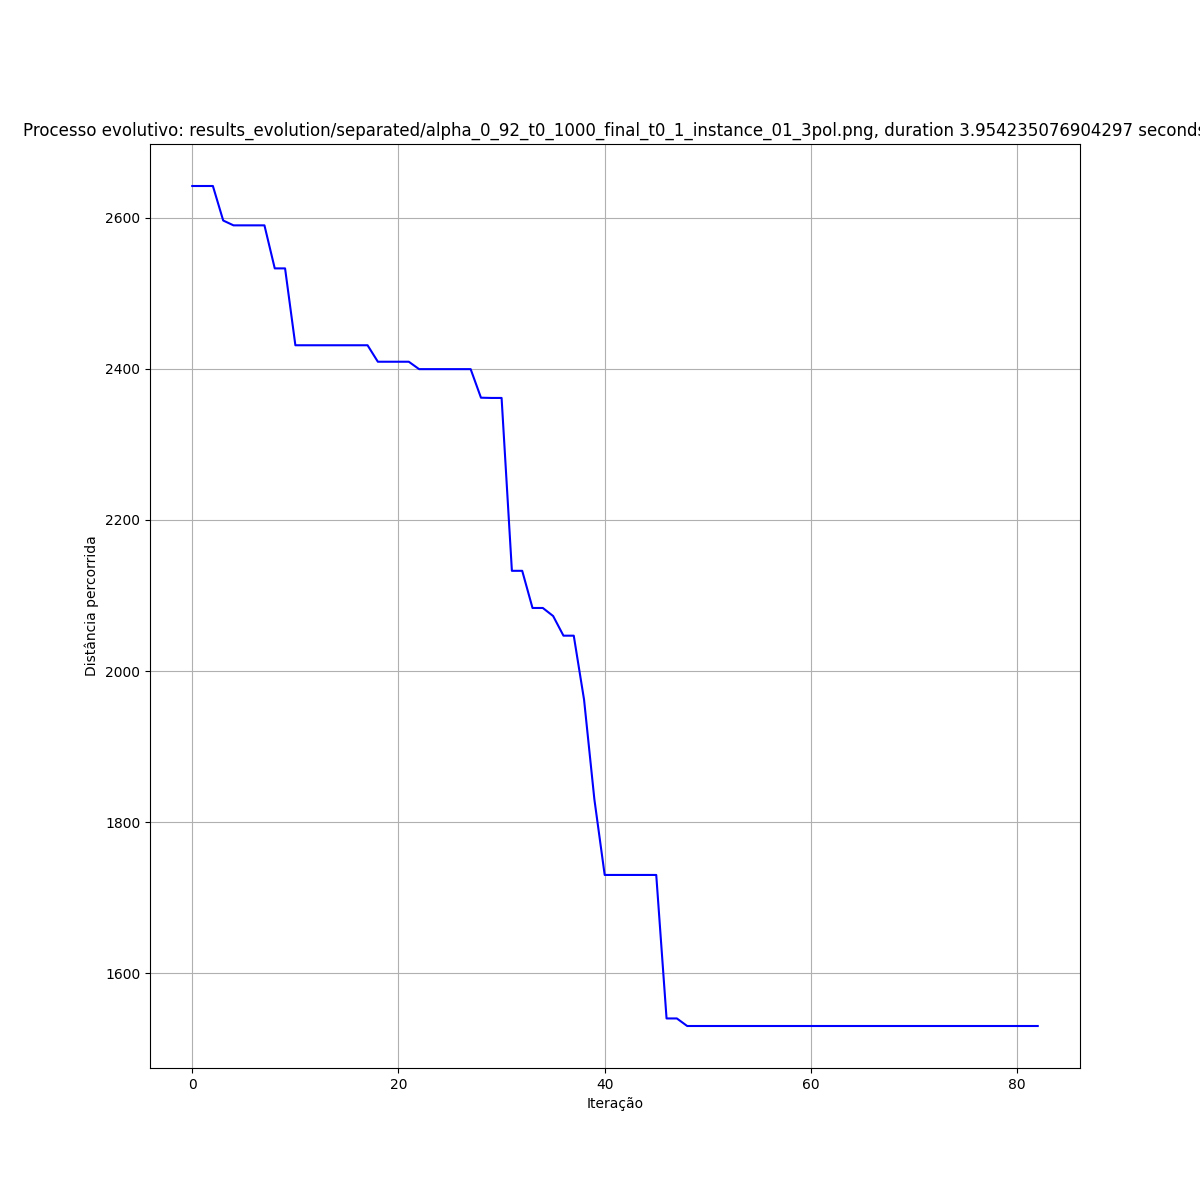 Processo evolutivo: results_evolution/separated/alpha_0_92_t0_1000_final_t0_1_instance_01_3pol.png, duration 3.954235076904297 seconds
2600
2400
2200
2000
1800
1600
Distância percorrida
0 20 40 60 80
Iteração